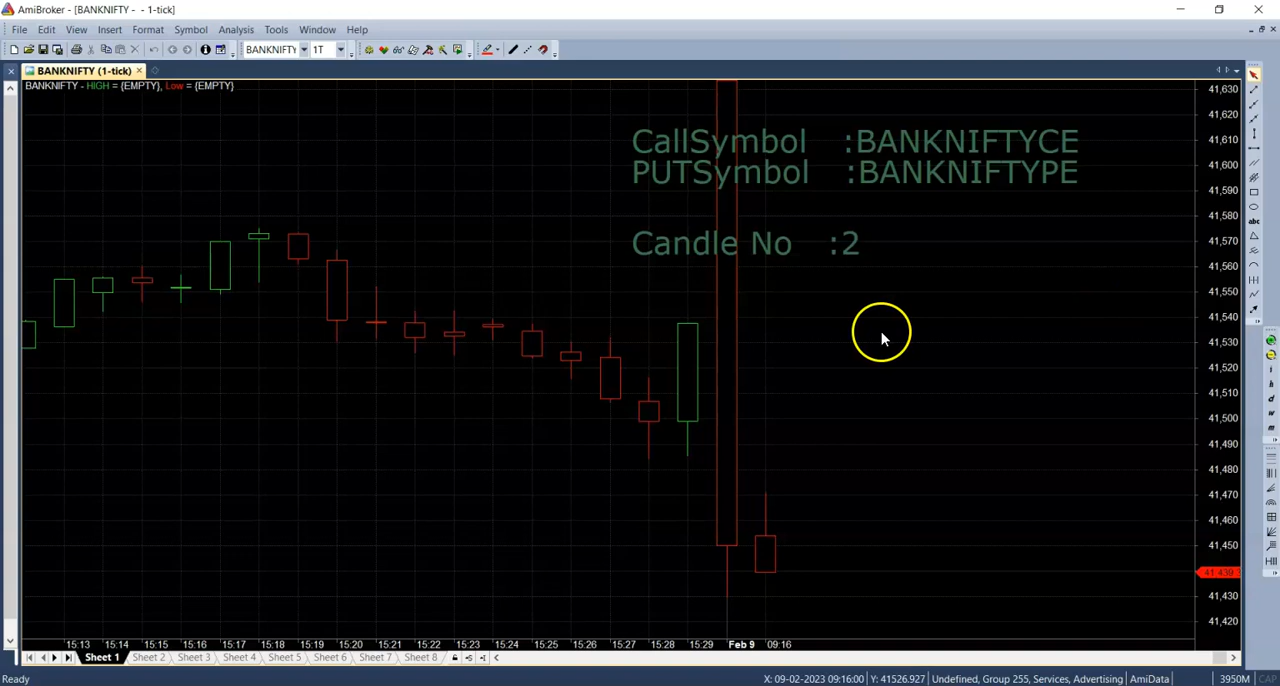 AmiBroker - [BANKNIFTY - - 1-tick]
File Edit View Insert Format Symbol Analysis Tools Window Help
BANKNIFTY 1T
BANKNIFTY (1-tick)
BANKNIFTY - HIGH = {EMPTY}, Low = {EMPTY}
CallSymbol :BANKNIFTYCE
PUTSymbol :BANKNIFTYPE
Candle No :2
41,630
41,620
41,610
41,600
41,590
41,580
41,570
41,560
41,550
41,540
41,530
41,520
41,510
41,500
41,490
41,480
41,470
41,460
41,450
41,430
41,420
abc
i
h
d
w
m
15:13 15:14 15:15 15:16 15:17 15:18 15:19 15:20 15:21 15:22 15:23 15:24 15:25 15:26 15:27 15:28 15:29 Feb 9 09:16
Sheet 1 Sheet 2 Sheet 3 Sheet 4 Sheet 5 Sheet 6 Sheet 7 Sheet 8
Ready X: 09-02-2023 09:16:00 Y: 41526.927 Undefined, Group 255, Services, Advertising AmiData 3950M CAP